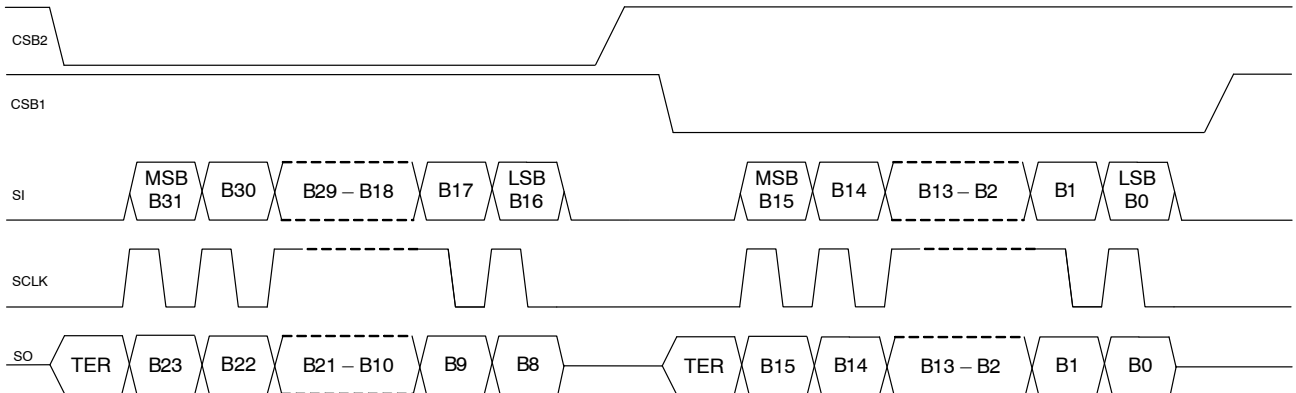 CSB2
CSB1
SI
MSB B31
B30
B29 – B18
B17
LSB B16
MSB B15
B14
B13 – B2
B1
LSB B0
SCLK
SO
TER
B23
B22
B21 – B10
B9
B8
TER
B15
B14
B13 – B2
B1
B0